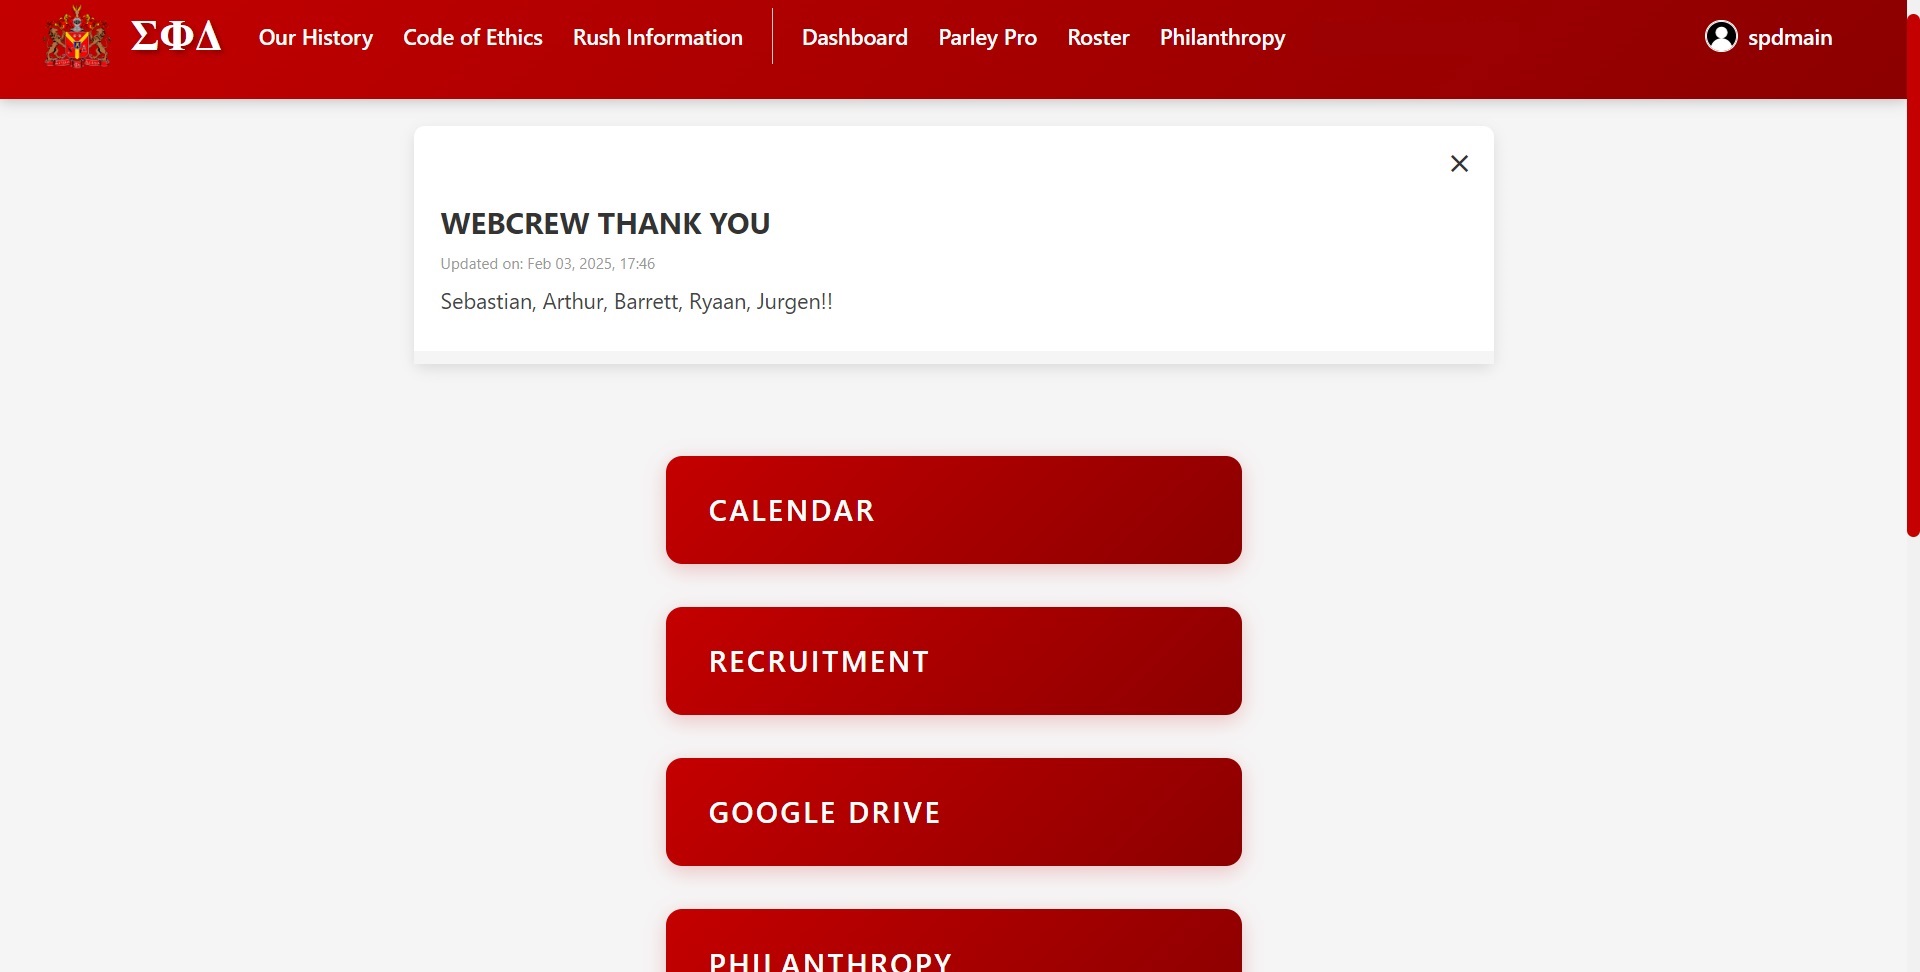 ΣΦΔ Our History Code of Ethics Rush Information Dashboard Parley Pro Roster Philanthropy spdmain
WEBCREW THANK YOU
Updated on: Feb 03, 2025, 17:46
Sebastian, Arthur, Barrett, Ryaan, Jurgen!!
CALENDAR
RECRUITMENT
GOOGLE DRIVE
PHILANTHROPY